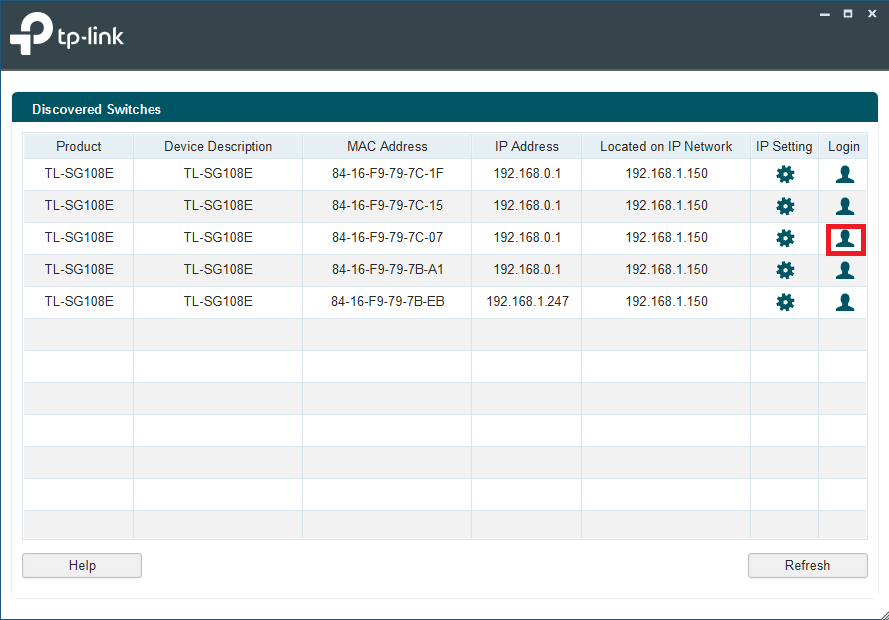 tp-link
Discovered Switches
Product Device Description MAC Address IP Address Located on IP Network IP Setting Login
TL-SG108E TL-SG108E 84-16-F9-79-7C-1F 192.168.0.1 192.168.1.150
TL-SG108E TL-SG108E 84-16-F9-79-7C-15 192.168.0.1 192.168.1.150
TL-SG108E TL-SG108E 84-16-F9-79-7C-07 192.168.0.1 192.168.1.150
TL-SG108E TL-SG108E 84-16-F9-79-7B-A1 192.168.0.1 192.168.1.150
TL-SG108E TL-SG108E 84-16-F9-79-7B-EB 192.168.1.247 192.168.1.150
Help Refresh